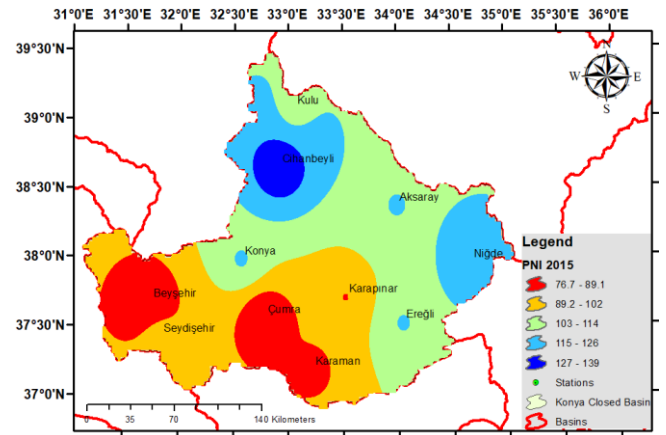 31°0'E 31°30'E 32°0'E 32°30'E 33°0'E 33°30'E 34°0'E 34°30'E 35°0'E 35°30'E 36°0'E
39°30'N
39°0'N
38°30'N
38°0'N
37°30'N
37°0'N
N
W E
S
Kulu
Cihanbeyli
Aksaray
Konya
Niğde
Beyşehir
Karapınar
Çumra
Seydişehir
Ereğli
Karaman
0 35 70 140 Kilometers
Legend
PNI 2015
76.7 - 89.1
89.2 - 102
103 - 114
115 - 126
127 - 139
Stations
Konya Closed Basin
Basins